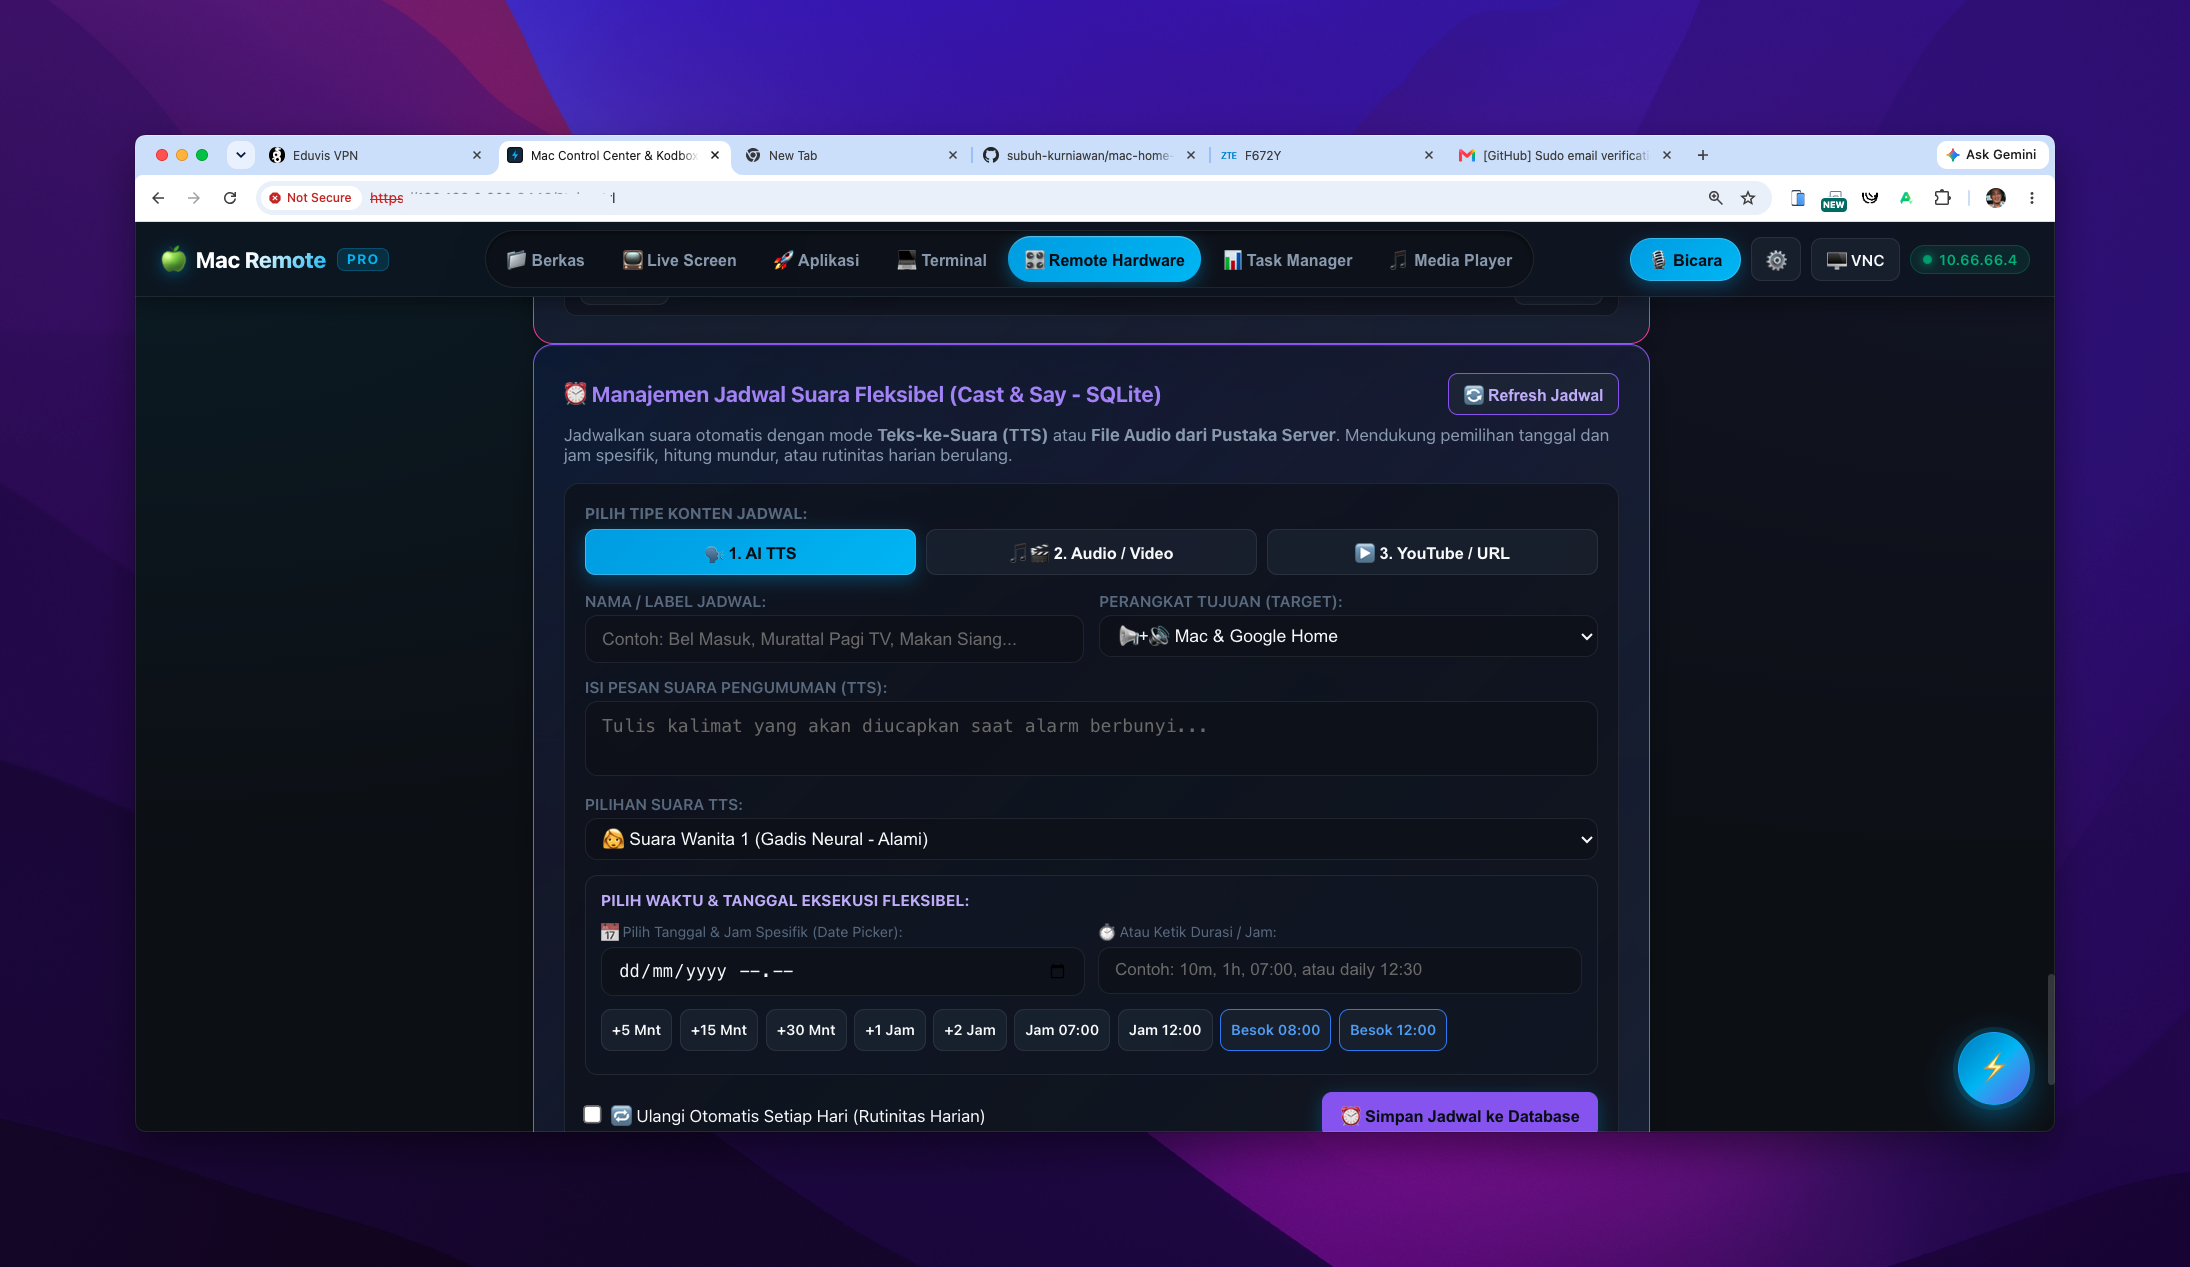 Eduvis VPN
Mac Control Center & Kodbox
New Tab
subuh-kurniawan/mac-home-
ZTE F672Y
[GitHub] Sudo email verificati
Ask Gemini
Not Secure https
NEW
Mac Remote PRO
Berkas
Live Screen
Aplikasi
Terminal
Remote Hardware
Task Manager
Media Player
Bicara
VNC
10.66.66.4
Manajemen Jadwal Suara Fleksibel (Cast & Say - SQLite)
Refresh Jadwal
Jadwalkan suara otomatis dengan mode Teks-ke-Suara (TTS) atau File Audio dari Pustaka Server. Mendukung pemilihan tanggal dan
jam spesifik, hitung mundur, atau rutinitas harian berulang.
PILIH TIPE KONTEN JADWAL:
1. AI TTS
2. Audio / Video
3. YouTube / URL
NAMA / LABEL JADWAL:
PERANGKAT TUJUAN (TARGET):
Contoh: Bel Masuk, Murattal Pagi TV, Makan Siang...
+ Mac & Google Home
ISI PESAN SUARA PENGUMUMAN (TTS):
Tulis kalimat yang akan diucapkan saat alarm berbunyi...
PILIHAN SUARA TTS:
Suara Wanita 1 (Gadis Neural - Alami)
PILIH WAKTU & TANGGAL EKSEKUSI FLEKSIBEL:
17 Pilih Tanggal & Jam Spesifik (Date Picker):
Atau Ketik Durasi / Jam:
dd/mm/yyyy --.--
Contoh: 10m, 1h, 07:00, atau daily 12:30
+5 Mnt
+15 Mnt
+30 Mnt
+1 Jam
+2 Jam
Jam 07:00
Jam 12:00
Besok 08:00
Besok 12:00
Ulangi Otomatis Setiap Hari (Rutinitas Harian)
Simpan Jadwal ke Database